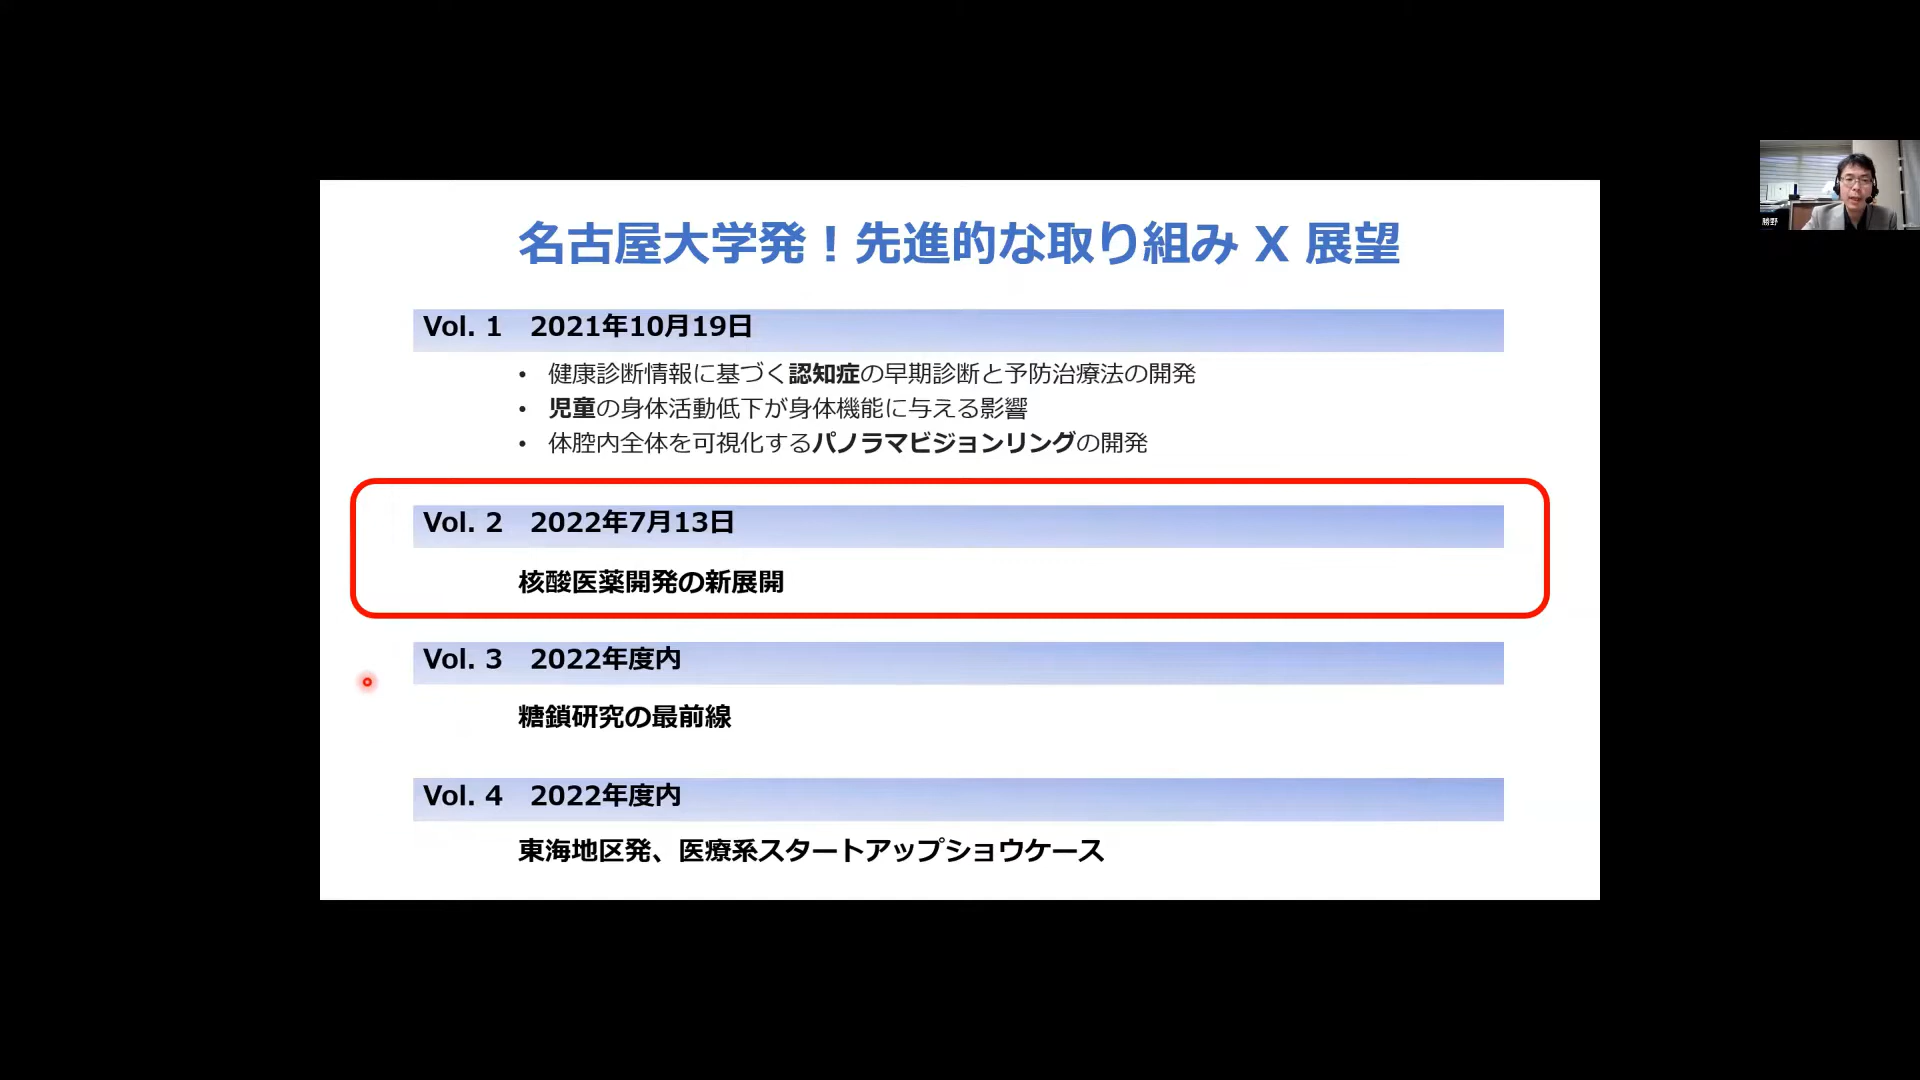 名古屋大学発！先進的な取り組み X 展望
Vol. 1　2021年10月19日
• 健康診断情報に基づく認知症の早期診断と予防治療法の開発
• 児童の身体活動低下が身体機能に与える影響
• 体腔内全体を可視化するパノラマビジョンリングの開発
Vol. 2　2022年7月13日
核酸医薬開発の新展開
Vol. 3　2022年度内
糖鎖研究の最前線
Vol. 4　2022年度内
東海地区発、医療系スタートアップショウケース
勝野